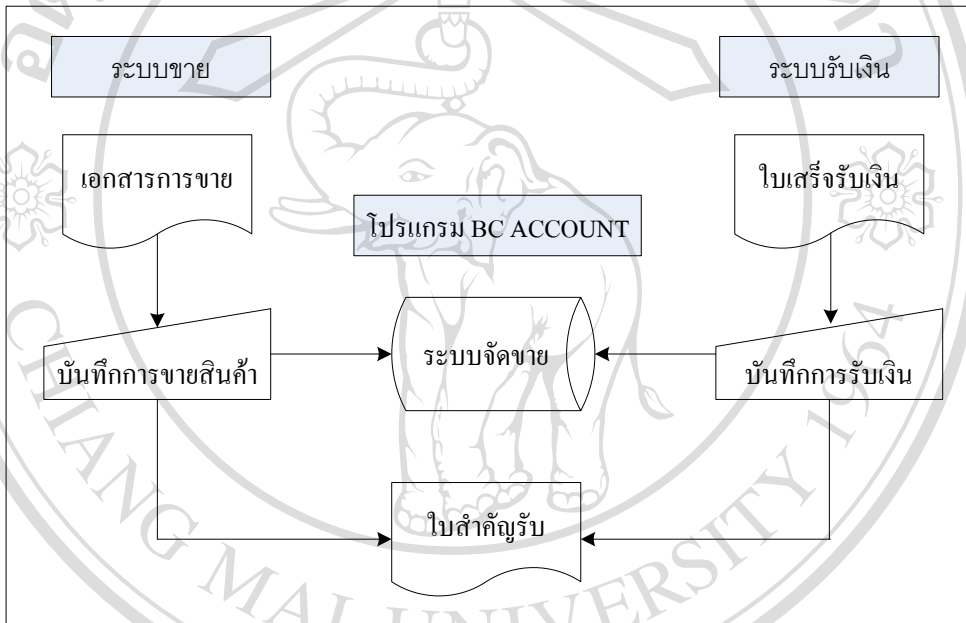 ระบบขาย
ระบบรับเงิน
เอกสารการขาย
ใบเสร็จรับเงิน
โปรแกรม BC ACCOUNT
บันทึกการขายสินค้า
ระบบจัดขาย
บันทึกการรับเงิน
ใบสำคัญรับ
CHIANG MAI UNIVERSITY 1964